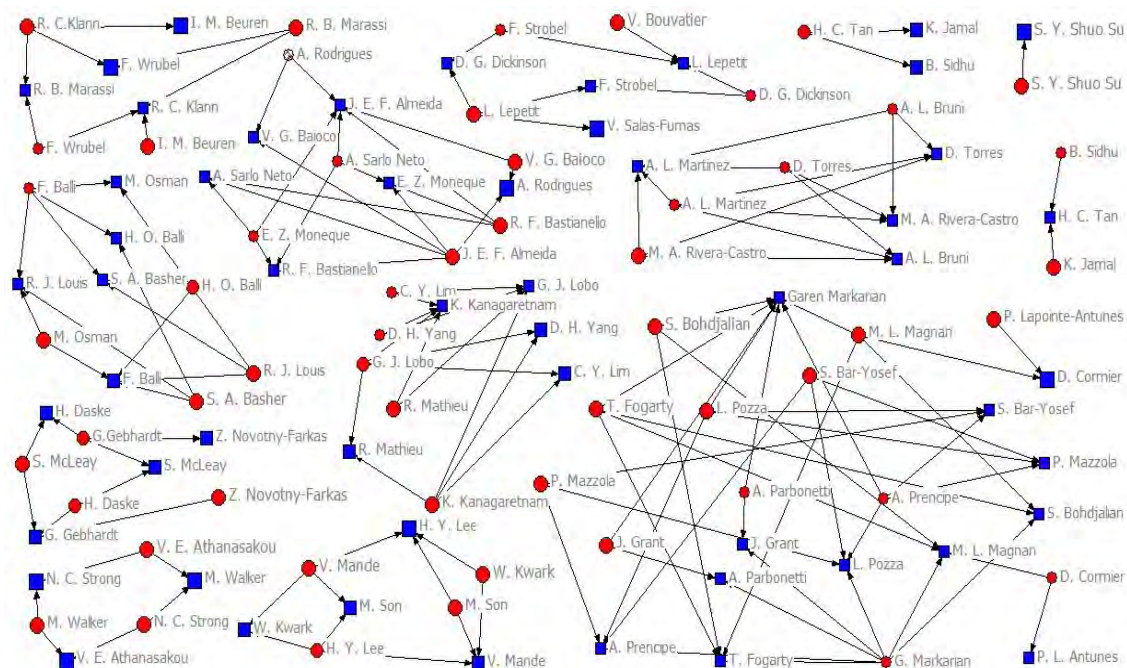 R. C.Klann
I. M. Beuren
R. B. Marassi
F. Wrubel
A. Rodrigues
R. B. Marassi
R. C. Klann
J. E. F. Almeida
F. Wrubel
I. M. Beuren
V. G. Baioco
A. Sarlo Neto
V. G. Baioco
A. Sarlo Neto
E. Z. Moneque
A. Rodrigues
R. F. Bastianello
E. Z. Moneque
R. F. Bastianello
J. E. F. Almeida
F. Strobel
V. Bouvatier
D. G. Dickinson
L. Lepetit
F. Strobel
D. G. Dickinson
L. Lepetit
V. Salas-Fumas
H. C. Tan
K. Jamal
B. Sidhu
S. Y. Shuo Su
S. Y. Shuo Su
A. L. Bruni
A. L. Martinez
D. Torres
D. Torres
A. L. Martinez
M. A. Rivera-Castro
M. A. Rivera-Castro
A. L. Bruni
B. Sidhu
H. C. Tan
K. Jamal
F. Balli
M. Osman
H. O. Balli
R. J. Louis
S. A. Basher
H. O. Balli
M. Osman
F. Balli
R. J. Louis
S. A. Basher
C. Y. Lim
G. J. Lobo
K. Kanagaretnam
D. H. Yang
D. H. Yang
G. J. Lobo
C. Y. Lim
R. Mathieu
R. Mathieu
K. Kanagaretnam
Garen Markarian
S. Bohdjalian
M. L. Magnan
P. Lapointe-Antunes
S. Bar-Yosef
D. Cormier
T. Fogarty
L. Pozza
S. Bar-Yosef
P. Mazzola
P. Mazzola
A. Parbonetti
A. Prencipe
S. Bohdjalian
J. Grant
J. Grant
M. L. Magnan
A. Parbonetti
L. Pozza
D. Cormier
A. Prencipe
T. Fogarty
G. Markarian
P. L. Antunes
H. Daske
G.Gebhardt
Z. Novotny-Farkas
S. McLeay
S. McLeay
H. Daske
Z. Novotny-Farkas
G. Gebhardt
V. E. Athanasakou
N. C. Strong
M. Walker
M. Walker
N. C. Strong
V. E. Athanasakou
H. Y. Lee
V. Mande
W. Kwark
M. Son
M. Son
W. Kwark
H. Y. Lee
V. Mande